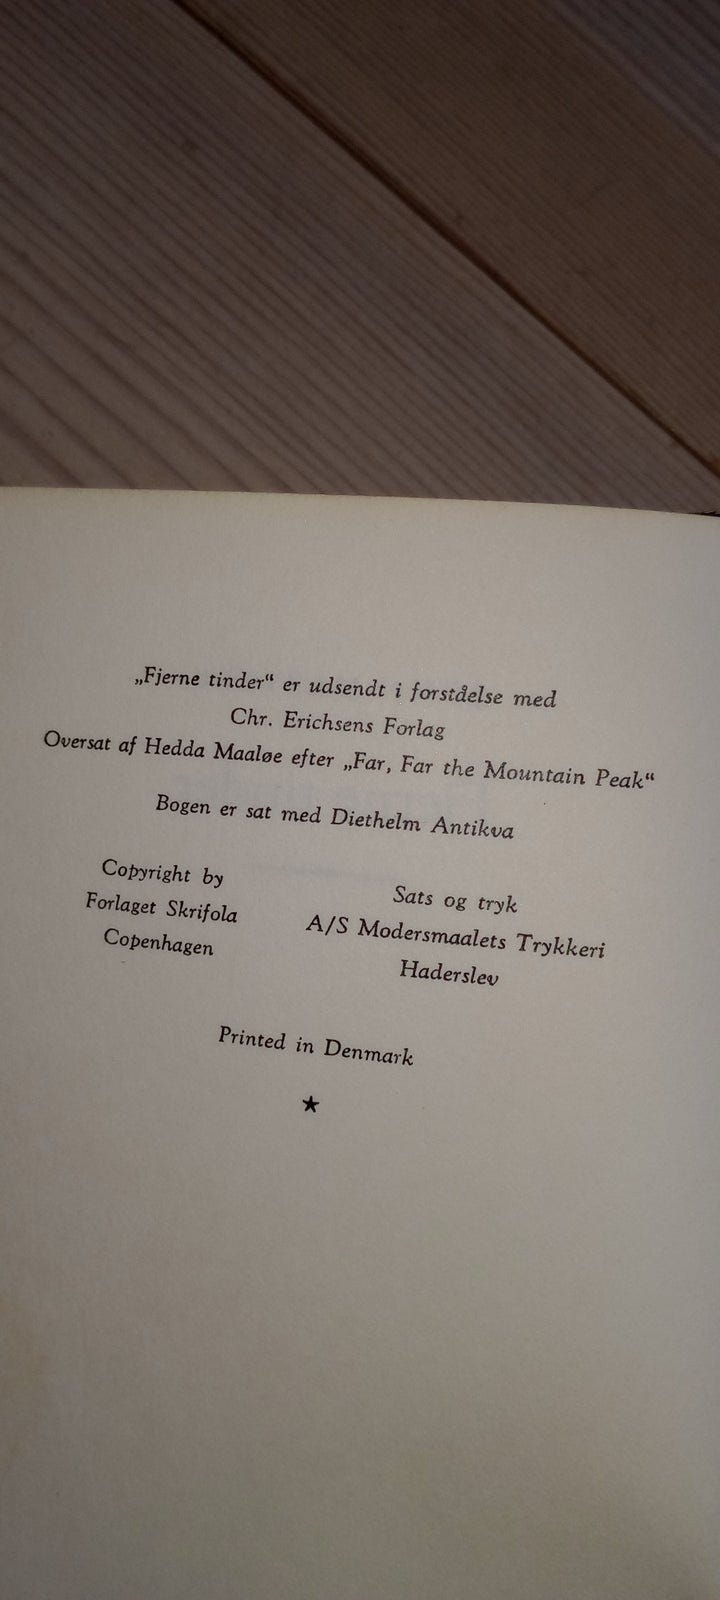 „Fjerne tinder“ er udsendt i forståelse med
Chr. Erichsens Forlag
Oversat af Hedda Maaløe efter „Far, Far the Mountain Peak“
Bogen er sat med Diethelm Antikva
Copyright by
Forlaget Skrifola
Copenhagen
Sats og tryk
A/S Modersmaalets Trykkeri
Haderslev
Printed in Denmark